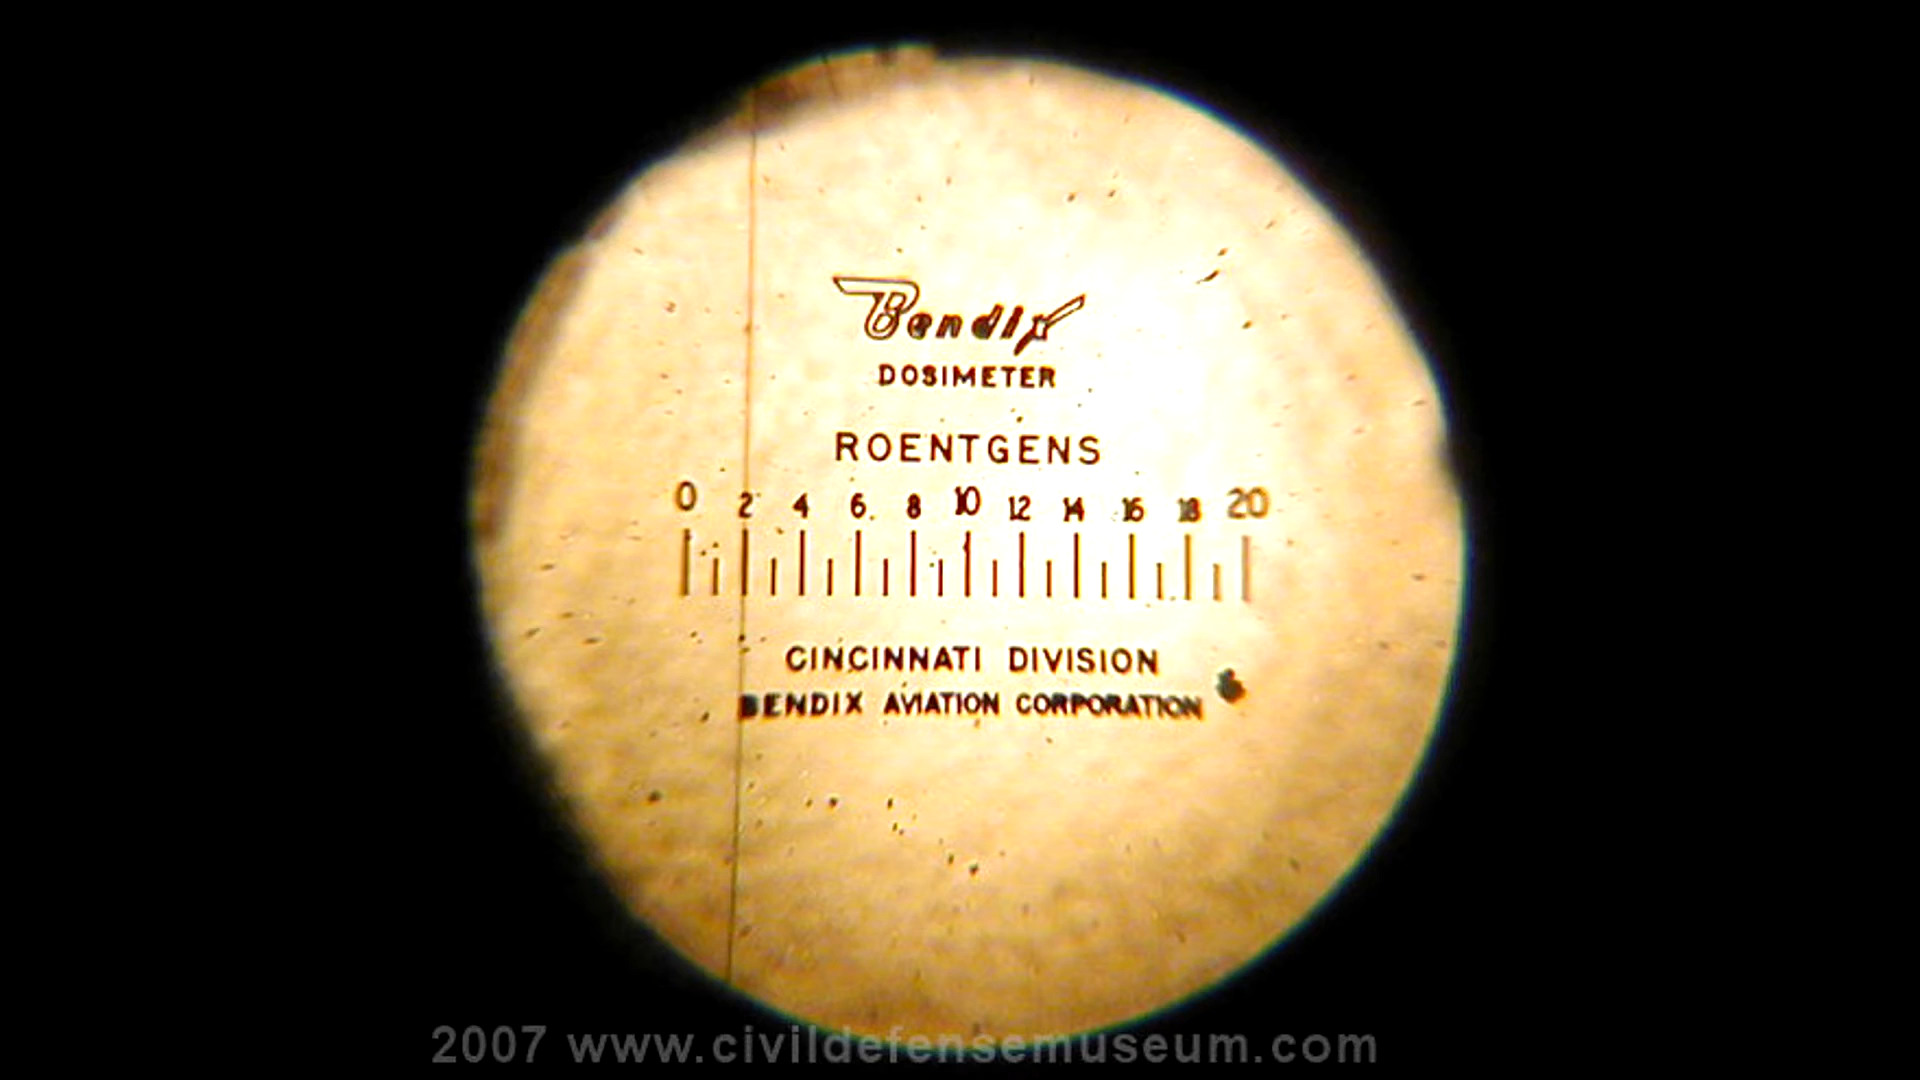 Bendix
DOSIMETER
ROENTGENS
0 2 4 6 8 10 12 14 16 18 20
CINCINNATI DIVISION
BENDIX AVIATION CORPORATION
2007 www.civildefensemuseum.com